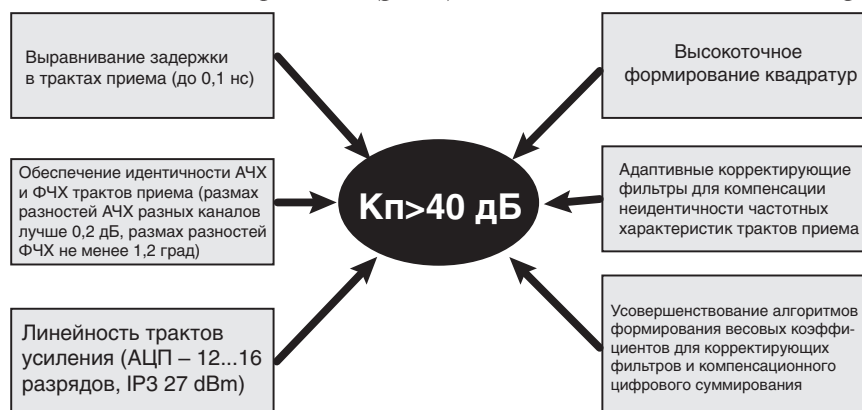 Выравнивание задержки
в трактах приема (до 0,1 нс)
Высокоточное
формирование квадратур
Обеспечение идентичности АЧХ
и ФЧХ трактов приема (размах
разностей АЧХ разных каналов
лучше 0,2 дБ, размах разностей
ФЧХ не менее 1,2 град)
Кп>40 дБ
Адаптивные корректирующие
фильтры для компенсации
неидентичности частотных
характеристик трактов приема
Линейность трактов
усиления (АЦП – 12...16
разрядов, IP3 27 dBm)
Усовершенствование алгоритмов
формирования весовых коэффи-
циентов для корректирующих
фильтров и компенсационного
цифрового суммирования